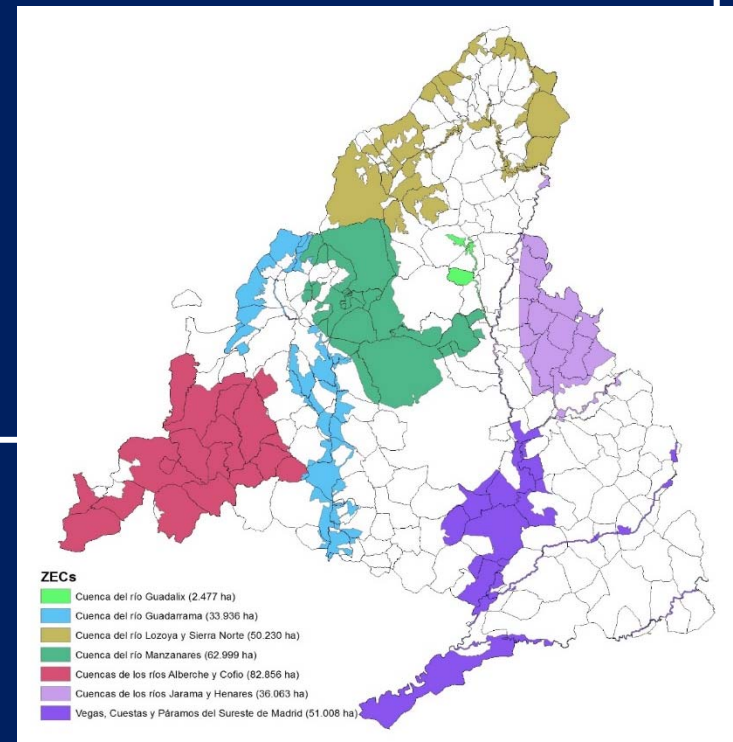 ZECs
Cuenca del río Guadalix (2.477 ha)
Cuenca del río Guadarrama (33.936 ha)
Cuenca del río Lozoya y Sierra Norte (50.230 ha)
Cuenca del río Manzanares (62.999 ha)
Cuencas de los ríos Alberche y Cofio (82.856 ha)
Cuencas de los ríos Jarama y Henares (36.063 ha)
Vegas, Cuestas y Páramos del Sureste de Madrid (51.008 ha)